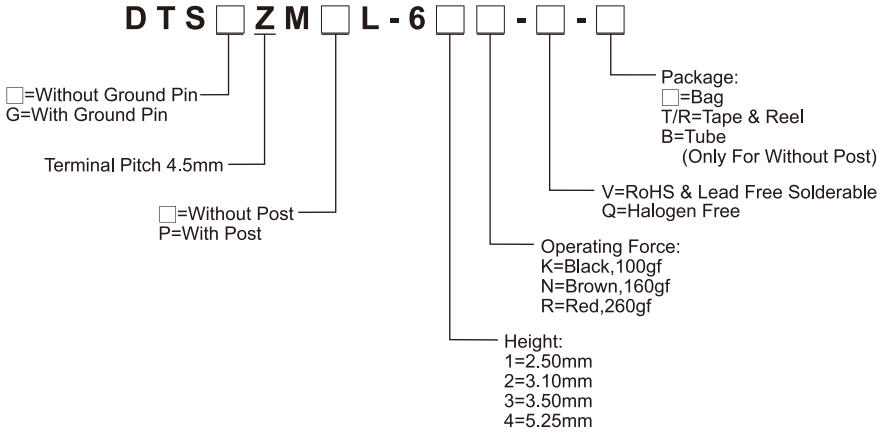 DTS□ZM□L-6□□-□-□
□=Without Ground Pin
G=With Ground Pin
Terminal Pitch 4.5mm
□=Without Post
P=With Post
Package:
□=Bag
T/R=Tape & Reel
B=Tube
(Only For Without Post)
V=RoHS & Lead Free Solderable
Q=Halogen Free
Operating Force:
K=Black,100gf
N=Brown,160gf
R=Red,260gf
Height:
1=2.50mm
2=3.10mm
3=3.50mm
4=5.25mm